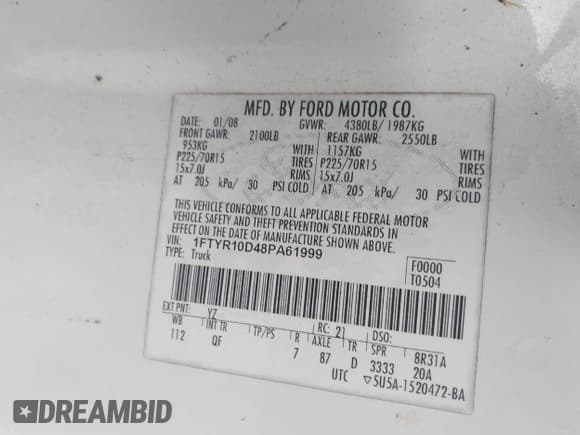 MFD. BY FORD MOTOR CO.
DATE: 01/08 GVWR: 4380LB/ 1987KG
FRONT GAWR: 2100LB REAR GAWR: 2550LB
953KG WITH 1157KG WITH
P225/70R15 TIRES P225/70R15 TIRES
15x7.0J RIMS 15x7.0J RIMS
AT 205 kPa/ 30 PSI COLD AT 205 kPa/ 30 PSI COLD
THIS VEHICLE CONFORMS TO ALL APPLICABLE FEDERAL MOTOR
VEHICLE SAFETY AND THEFT PREVENTION STANDARDS IN
EFFECT ON THE DATE OF MANUFACTURE SHOWN ABOVE.
VIN: 1FTYR10D48PA61999
TYPE: Truck
F0000
T0504
EXT PNT: YZ RC: 21 DSO:
WB INT TR TP/PS R AXLE TR SPR 8R31A
112 QF 7 87 D 3333 20A
UTC ▽5U5A-1520472-BA
DREAMBID